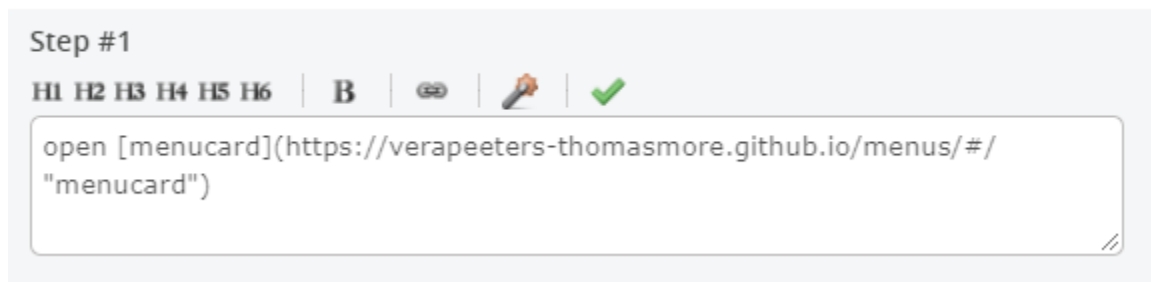 Step #1
H1 H2 H3 H4 H5 H6 B
open [menucard](https://verapeeters-thomasmore.github.io/menus/#/
"menucard")